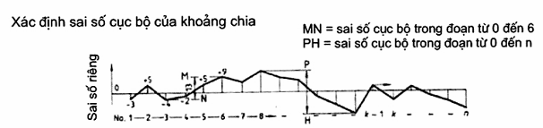 Xác định sai số cục bộ của khoảng chia
MN = sai số cục bộ trong đoạn từ 0 đến 6
PH = sai số cục bộ trong đoạn từ 0 đến n
Sai số riêng
0
-3
+5
-4
-2
M
13
N
+5
+9
P
H
No. 1—2—3—4—5—6—7—8— – k–1 k – – – n